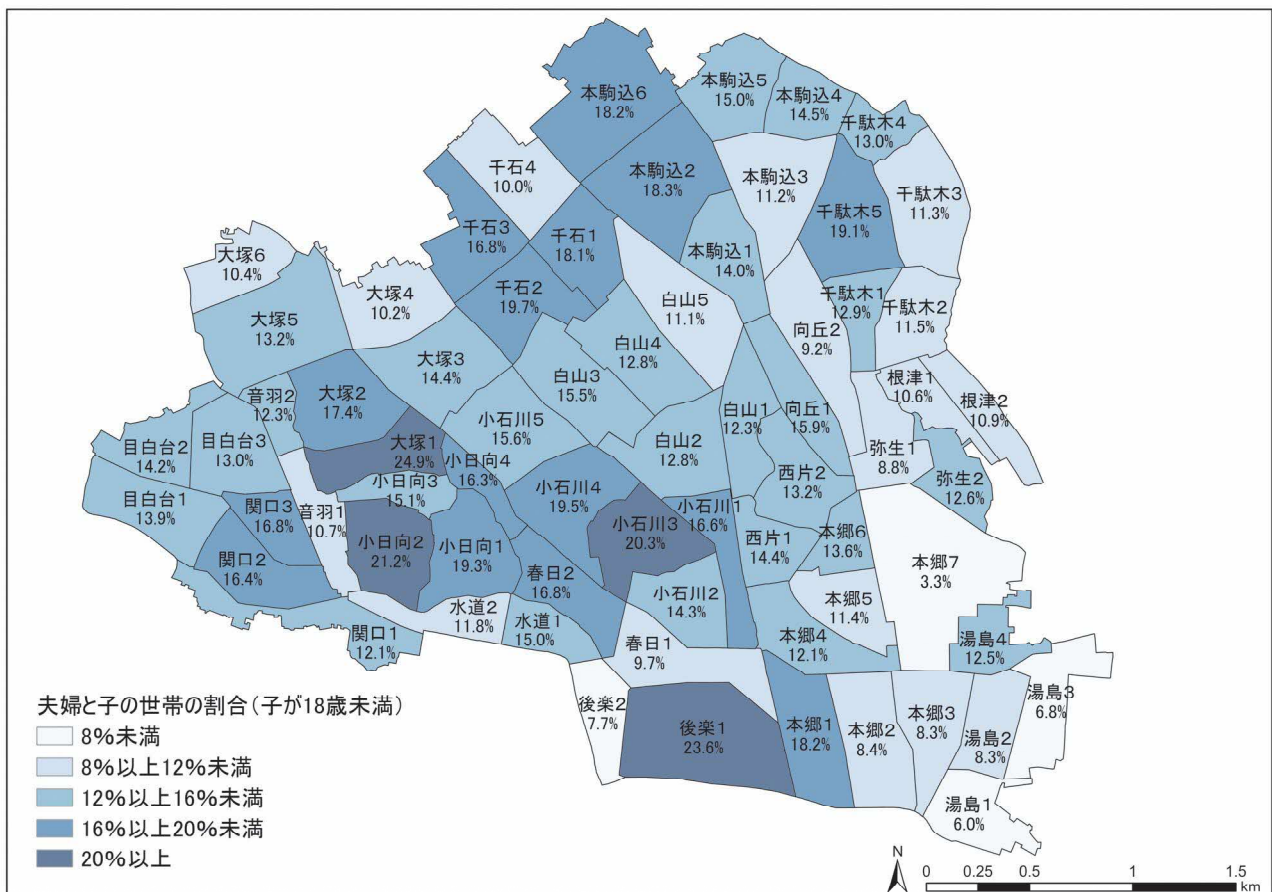 本駒込6
18.2%
本駒込5
15.0%
本駒込4
14.5%
千駄木4
13.0%
千石4
10.0%
本駒込2
18.3%
本駒込3
11.2%
千駄木5
19.1%
千駄木3
11.3%
千石3
16.8%
千石1
18.1%
本駒込1
14.0%
大塚6
10.4%
大塚4
10.2%
千石2
19.7%
白山5
11.1%
千駄木1
12.9%
千駄木2
11.5%
大塚5
13.2%
向丘2
9.2%
大塚3
14.4%
白山4
12.8%
白山3
15.5%
根津1
10.6%
根津2
10.9%
音羽2
12.3%
大塚2
17.4%
小石川5
15.6%
白山1
12.3%
向丘1
15.9%
目白台2
14.2%
目白台3
13.0%
大塚1
24.9%
小日向4
16.3%
白山2
12.8%
弥生1
8.8%
西片2
13.2%
弥生2
12.6%
目白台1
13.9%
関口3
16.8%
音羽1
10.7%
小日向3
15.1%
小石川4
19.5%
小石川1
16.6%
小石川3
20.3%
西片1
14.4%
本郷6
13.6%
関口2
16.4%
小日向2
21.2%
小日向1
19.3%
春日2
16.8%
本郷7
3.3%
小石川2
14.3%
本郷5
11.4%
水道2
11.8%
水道1
15.0%
関口1
12.1%
春日1
9.7%
本郷4
12.1%
湯島4
12.5%
後楽2
7.7%
後楽1
23.6%
本郷1
18.2%
本郷2
8.4%
本郷3
8.3%
湯島2
8.3%
湯島3
6.8%
湯島1
6.0%
夫婦と子の世帯の割合(子が18歳未満)
8%未満
8%以上12%未満
12%以上16%未満
16%以上20%未満
20%以上
N
0 0.25 0.5 1 1.5
km